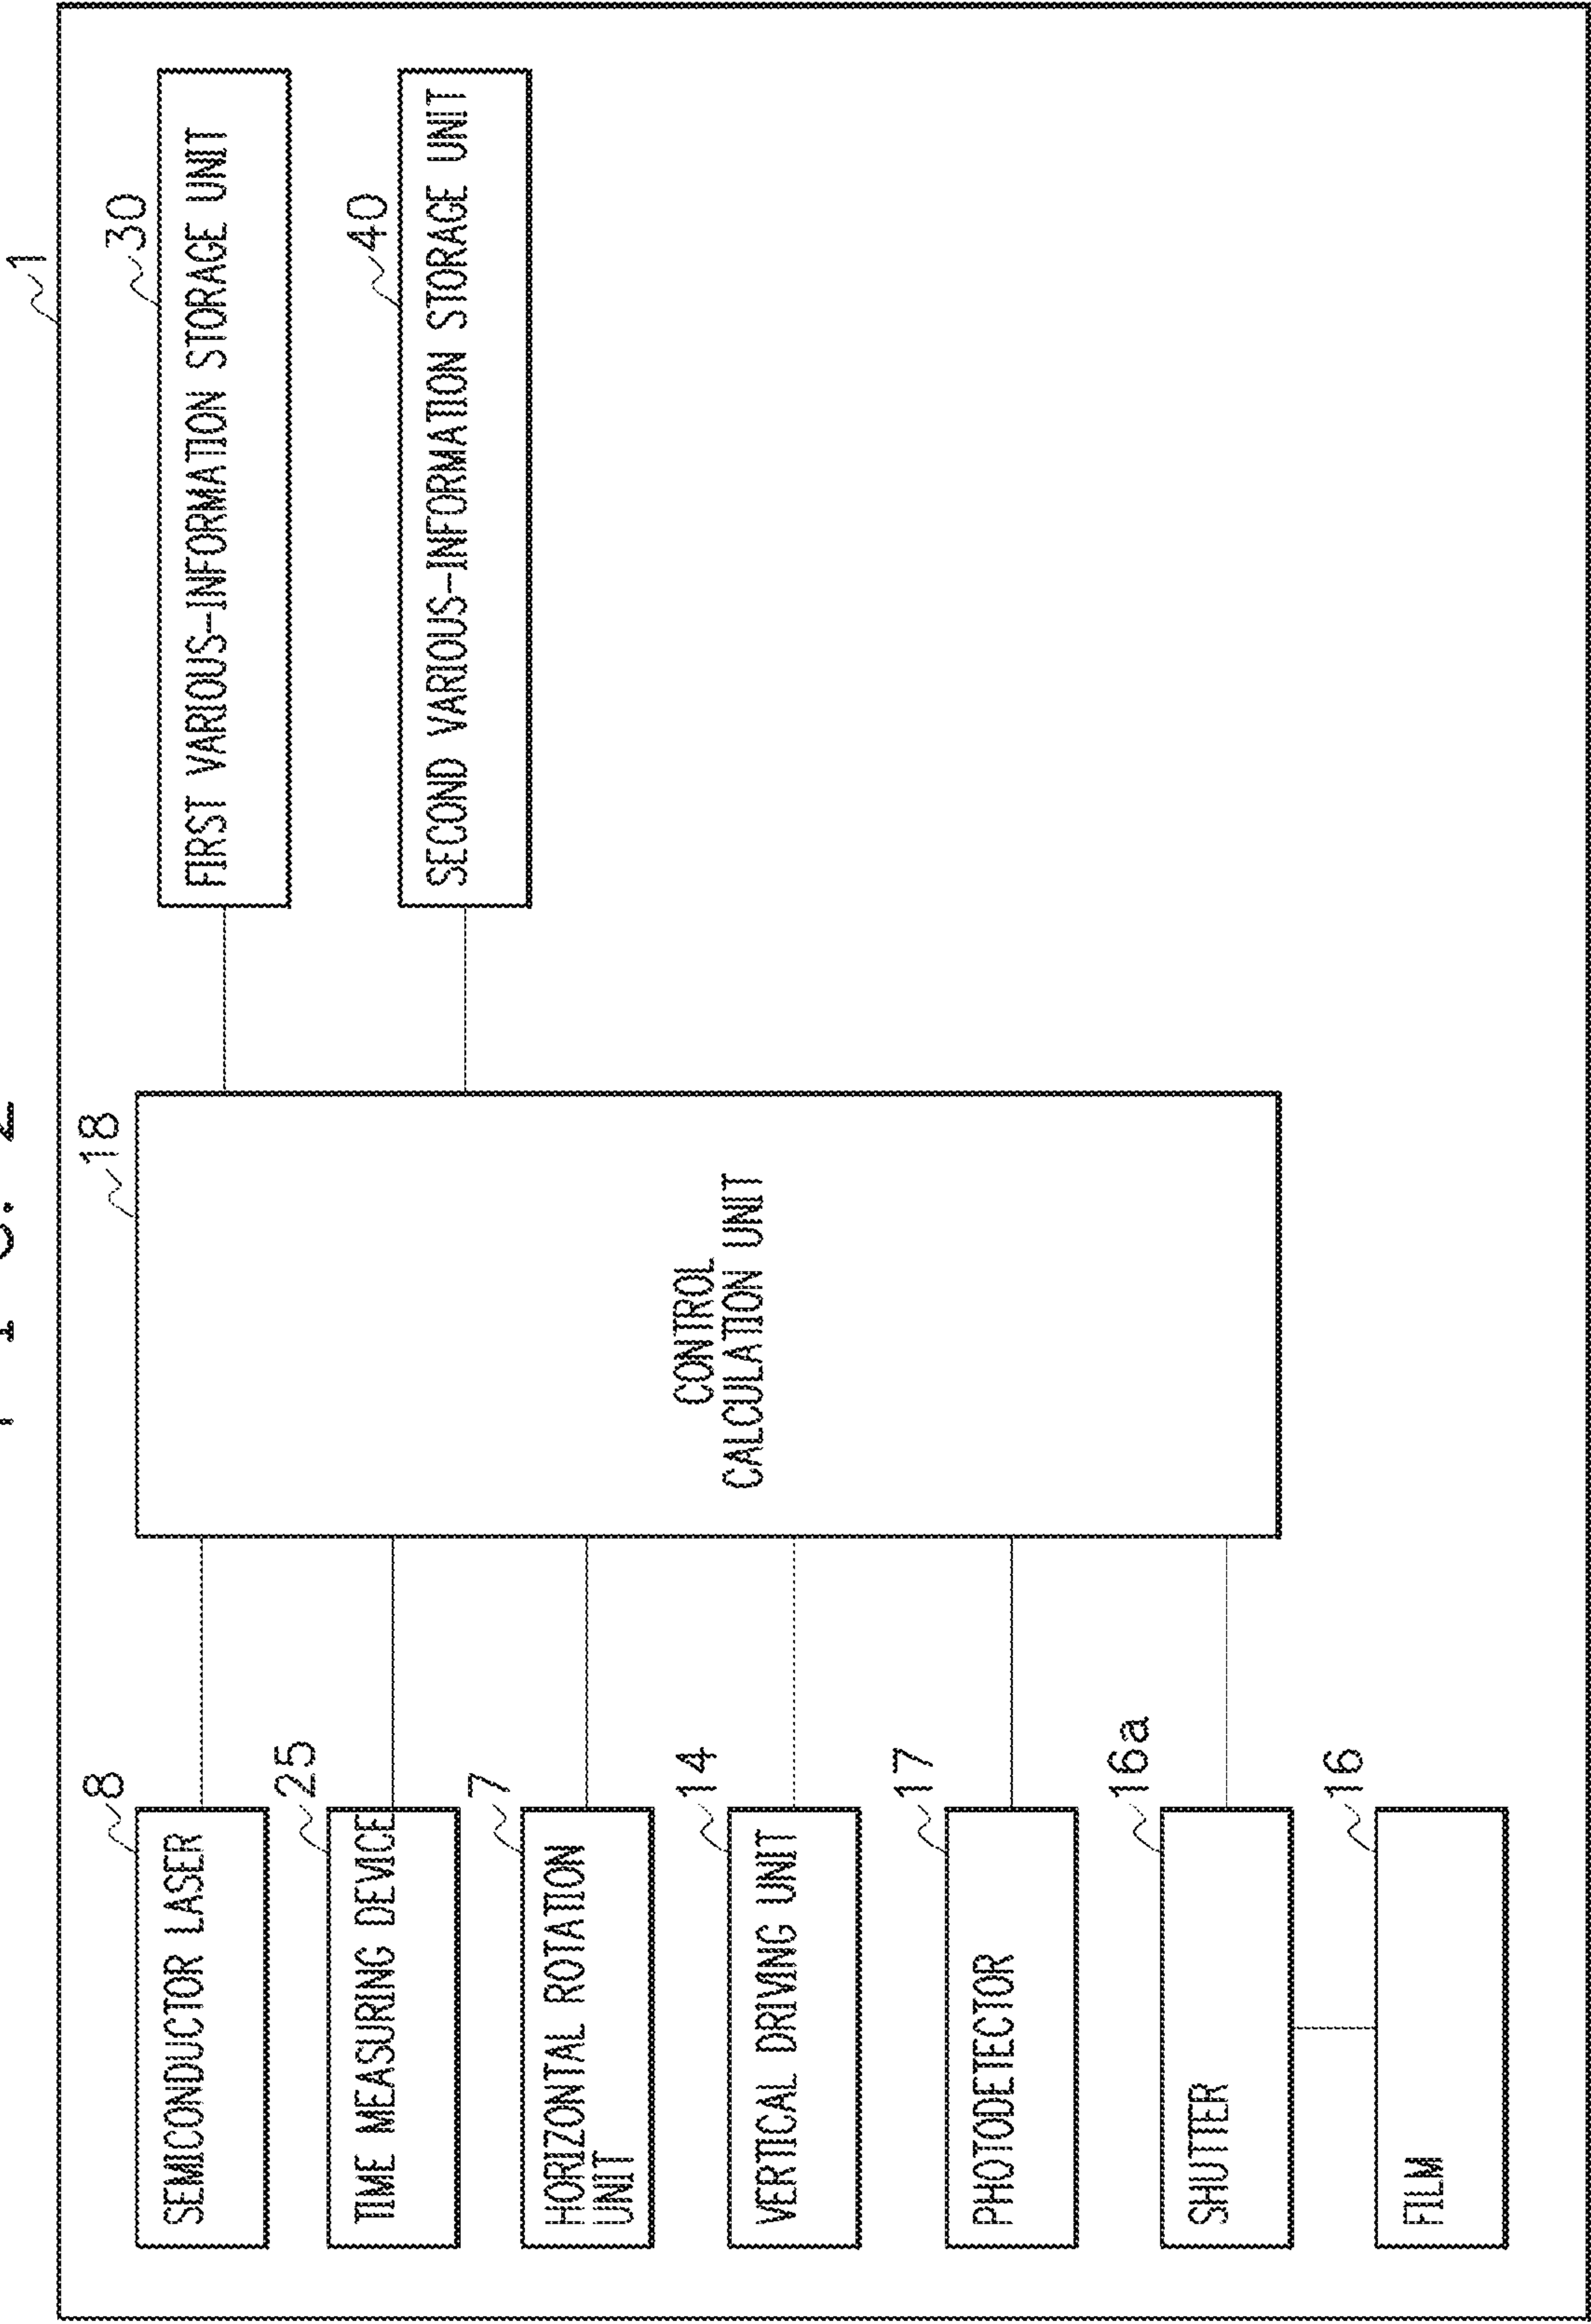 1
8
SEMICONDUCTOR LASER
25
TIME MEASURING DEVICE
7
HORIZONTAL ROTATION
UNIT
14
VERTICAL DRIVING UNIT
17
PHOTODETECTOR
16a
SHUTTER
16
FILM
18
CONTROL
CALCULATION UNIT
30
FIRST VARIOUS-INFORMATION STORAGE UNIT
40
SECOND VARIOUS-INFORMATION STORAGE UNIT